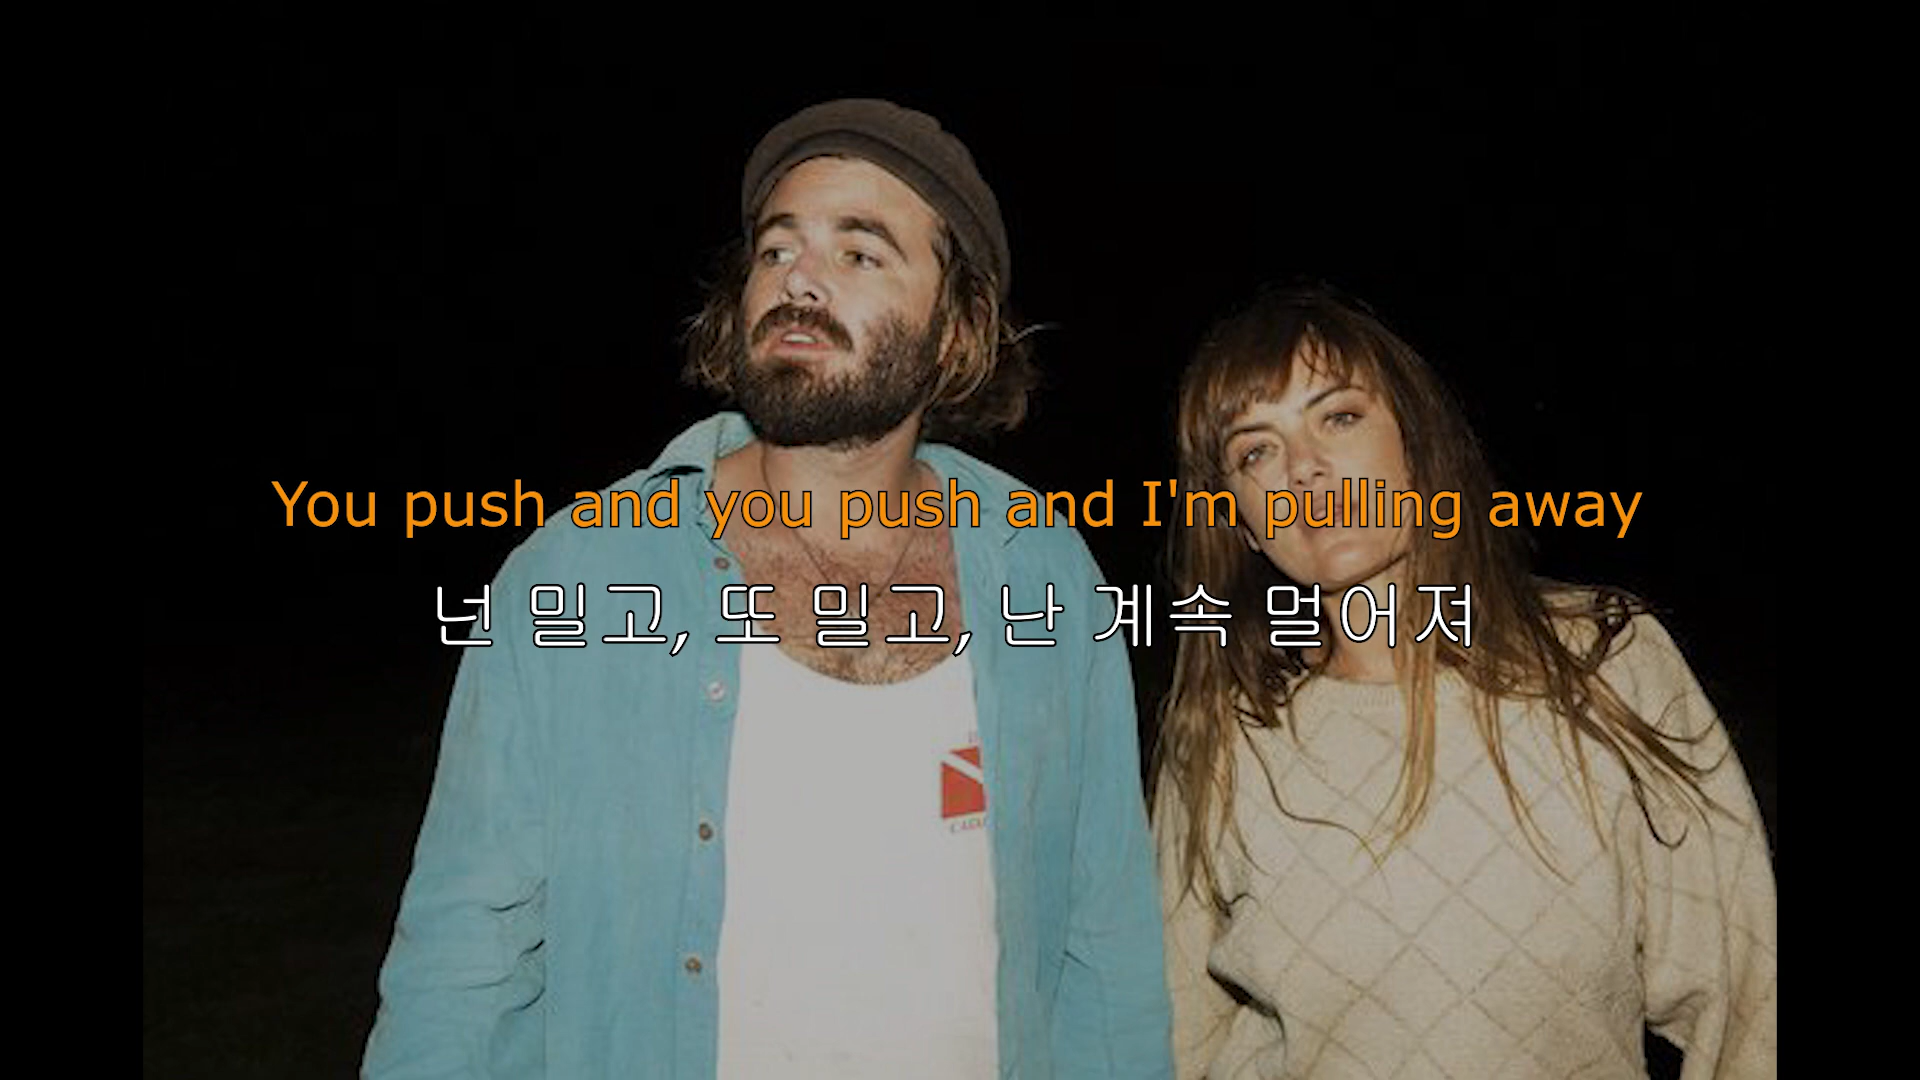 You push and you push and I'm pulling away
넌 밀고, 또 밀고, 난 계속 멀어져